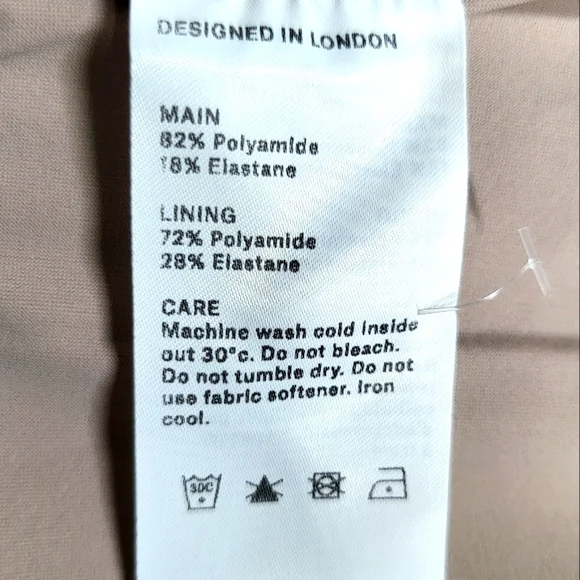 DESIGNED IN LONDON
MAIN
82% Polyamide
18% Elastane
LINING
72% Polyamide
28% Elastane
CARE
Machine wash cold inside
out 30°c. Do not bleach.
Do not tumble dry. Do not
use fabric softener. Iron
cool.
30C